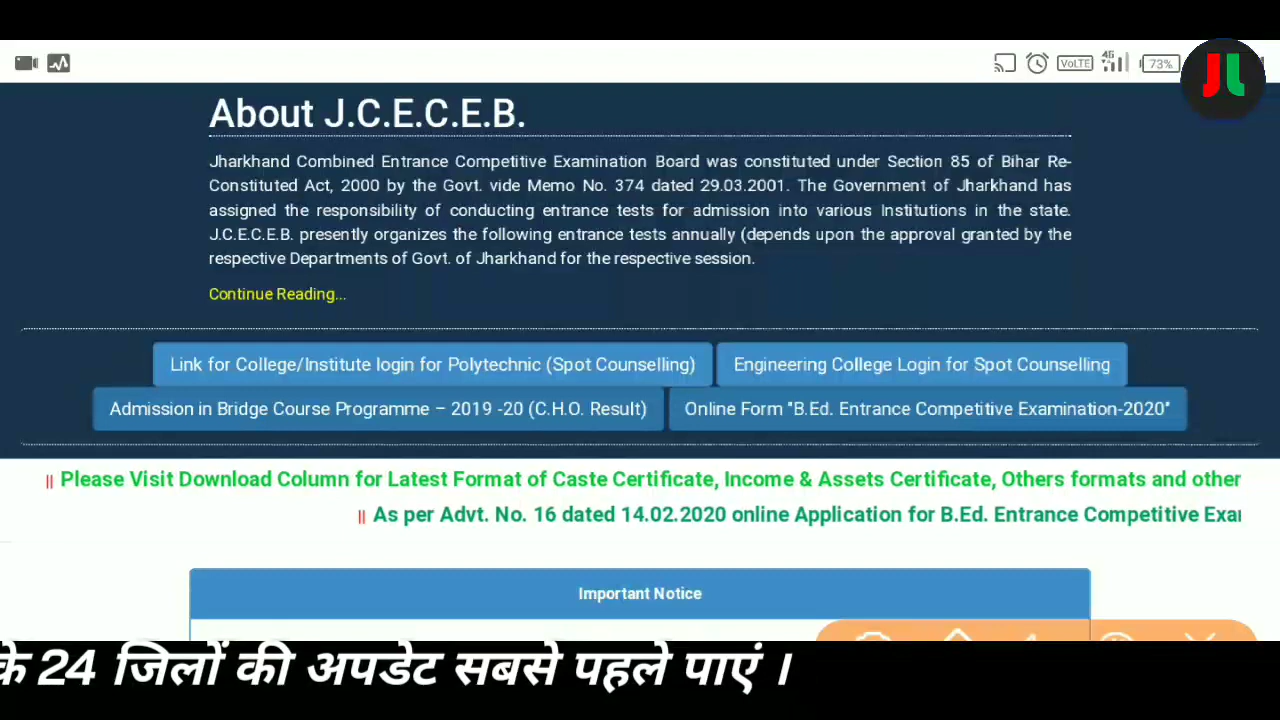 4G
VoLTE
73%
JL
About J.C.E.C.E.B.
Jharkhand Combined Entrance Competitive Examination Board was constituted under Section 85 of Bihar Re-
Constituted Act, 2000 by the Govt. vide Memo No. 374 dated 29.03.2001. The Government of Jharkhand has
assigned the responsibility of conducting entrance tests for admission into various Institutions in the state.
J.C.E.C.E.B. presently organizes the following entrance tests annually (depends upon the approval granted by the
respective Departments of Govt. of Jharkhand for the respective session.
Continue Reading...
Link for College/Institute login for Polytechnic (Spot Counselling)
Engineering College Login for Spot Counselling
Admission in Bridge Course Programme – 2019 -20 (C.H.O. Result)
Online Form "B.Ed. Entrance Competitive Examination-2020"
|| Please Visit Download Column for Latest Format of Caste Certificate, Income & Assets Certificate, Others formats and other
|| As per Advt. No. 16 dated 14.02.2020 online Application for B.Ed. Entrance Competitive
Important Notice
के 24 जिलों की अपडेट सबसे पहले पाएं ।